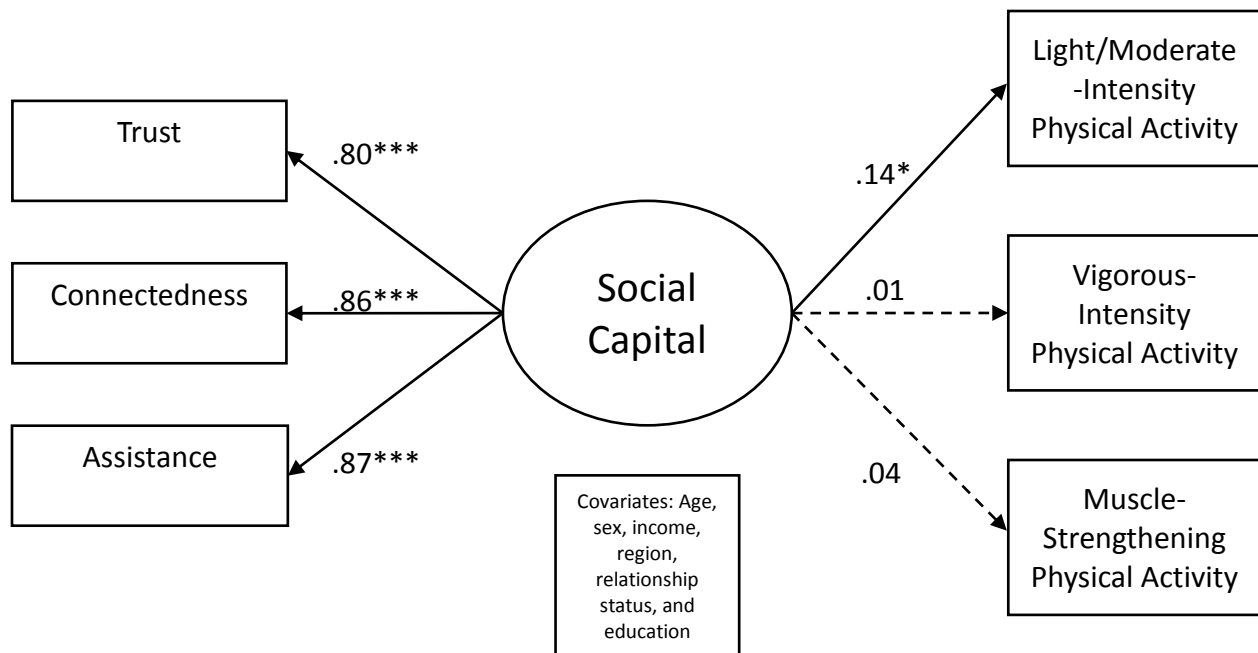 Trust
.80***
Connectedness
.86***
Assistance
.87***
Social
Capital
Covariates: Age,
sex, income,
region,
relationship
status, and
education
.14*
Light/Moderate
-Intensity
Physical Activity
.01
Vigorous-
Intensity
Physical Activity
.04
Muscle-
Strengthening
Physical Activity